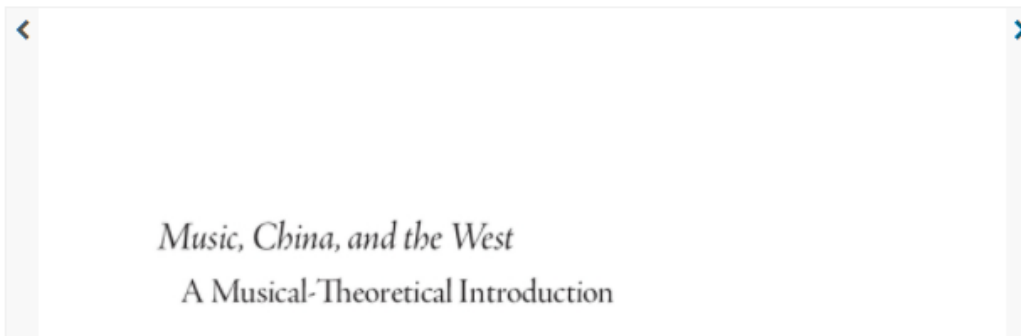 Music, China, and the West
A Musical-Theoretical Introduction